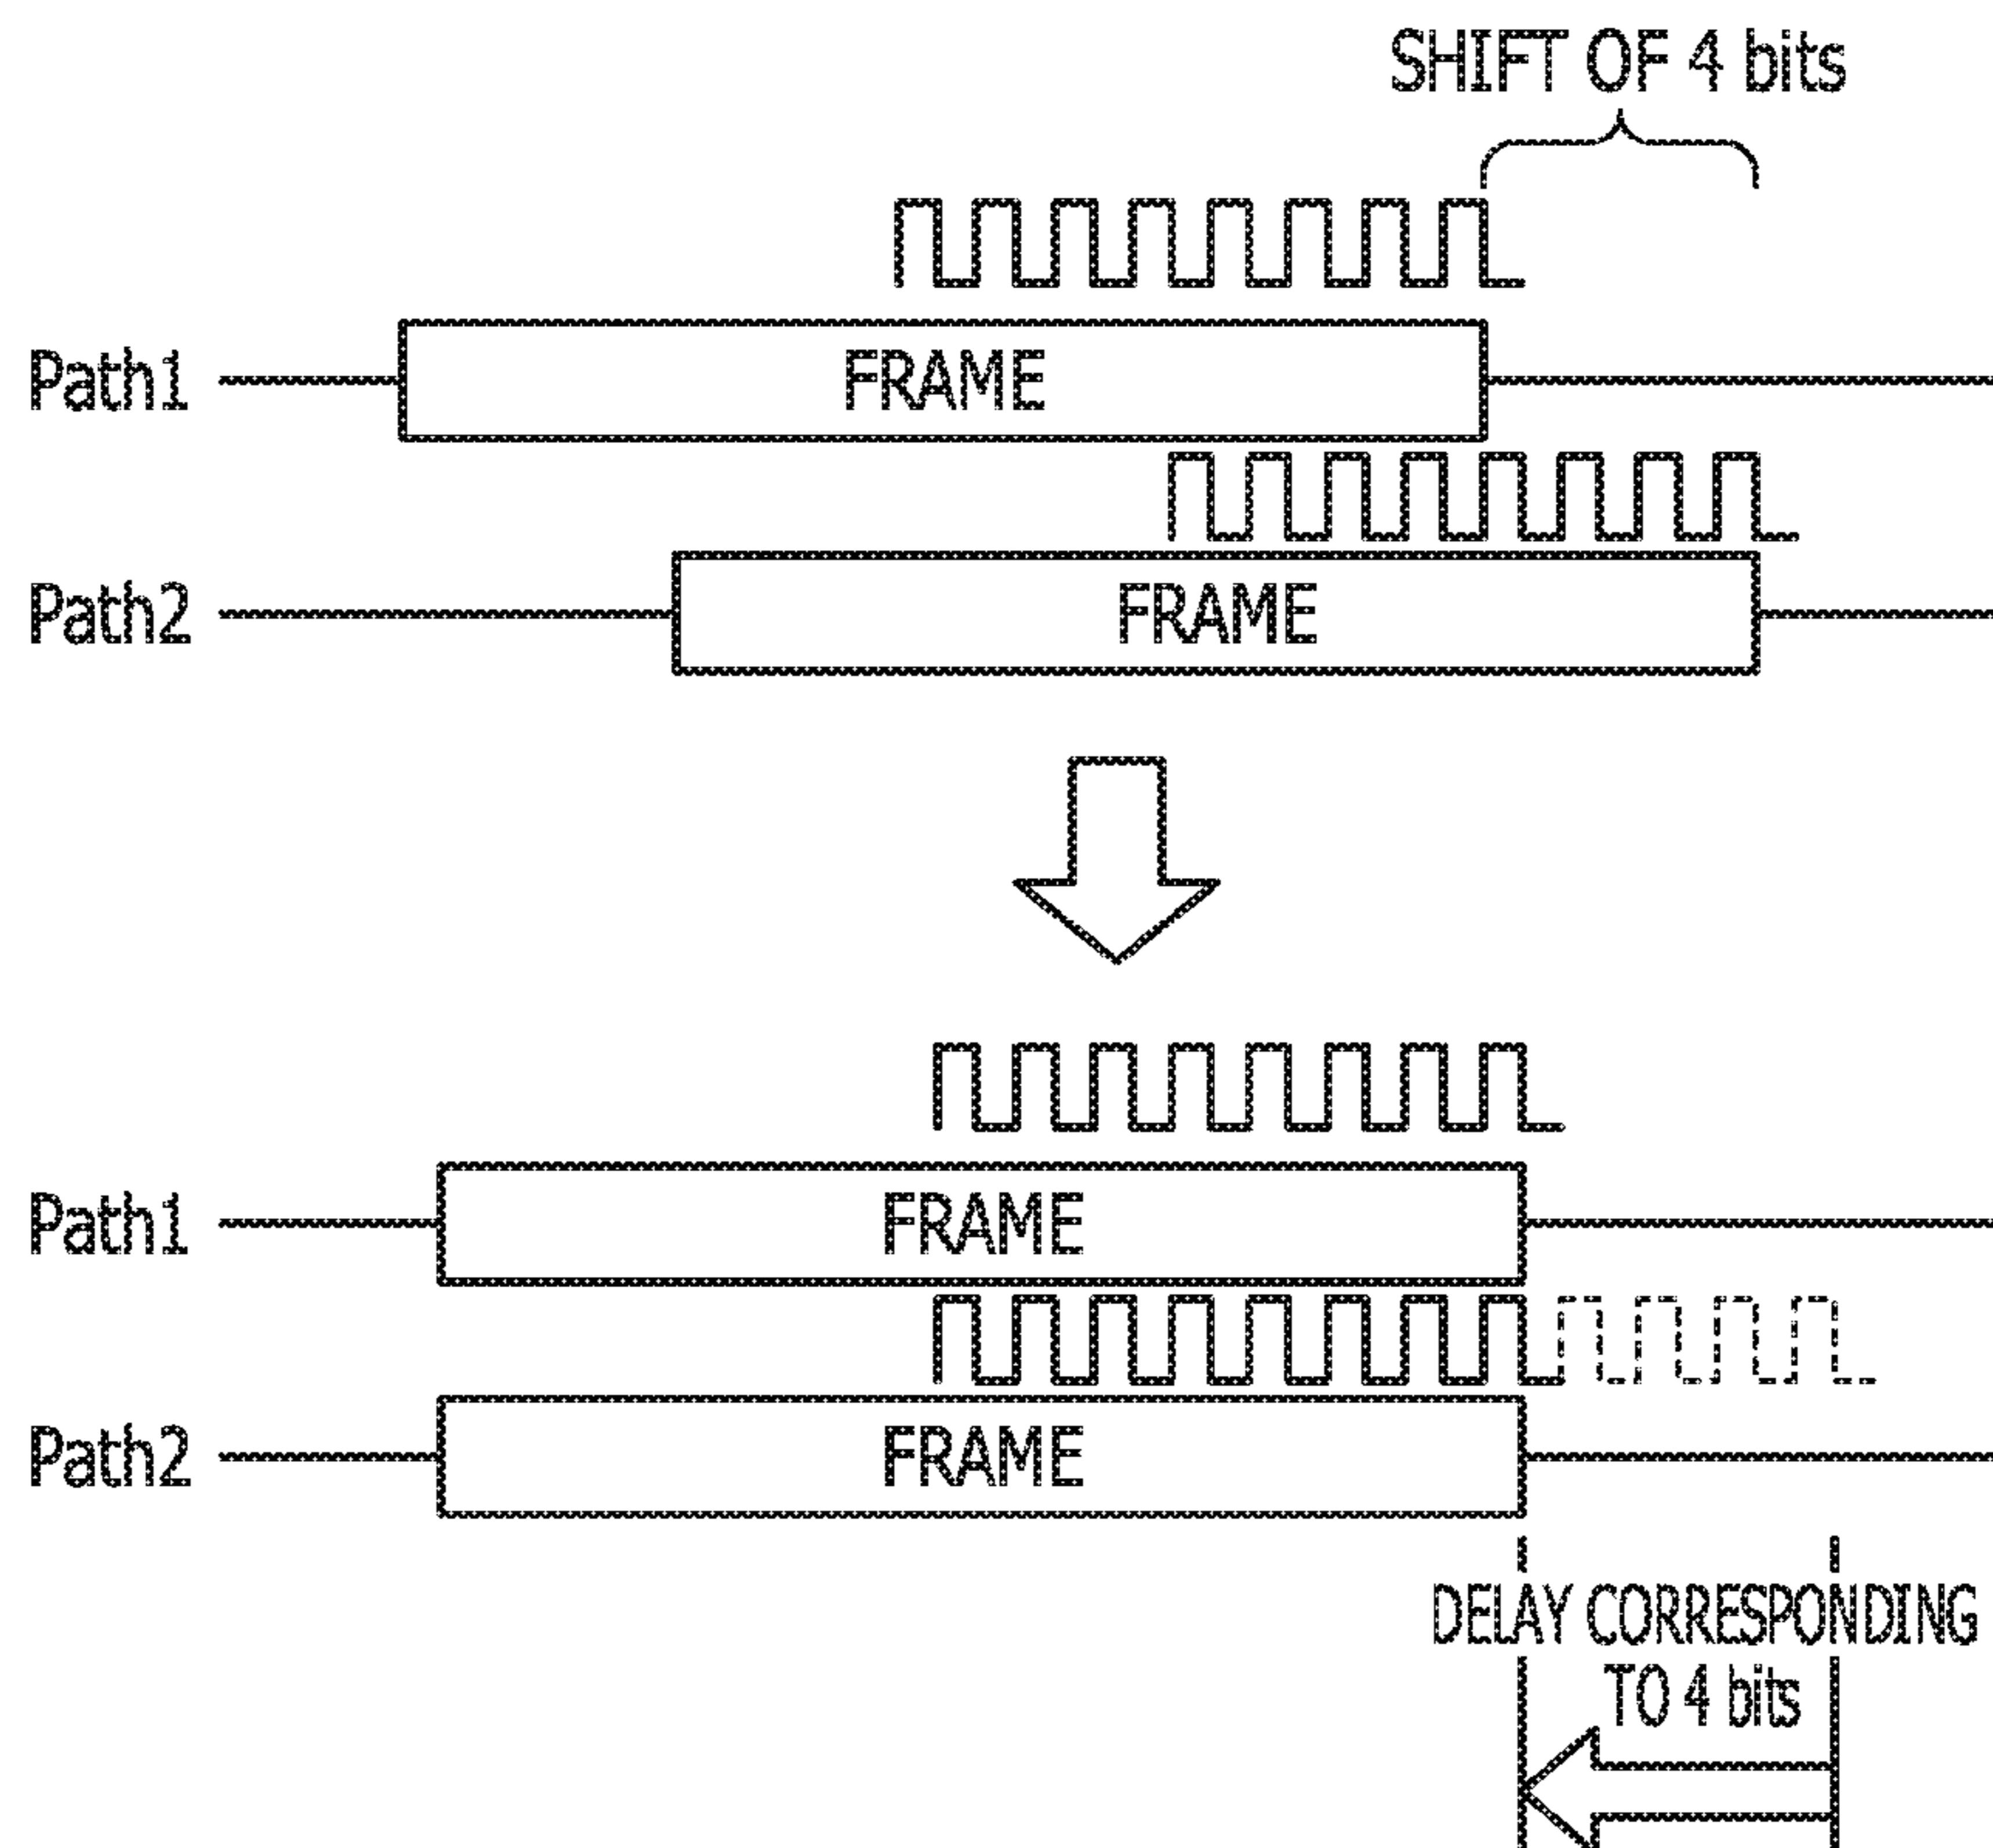 SHIFT OF 4 bits
Path1 FRAME
Path2 FRAME
Path1 FRAME
Path2 FRAME
DELAY CORRESPONDING
TO 4 bits